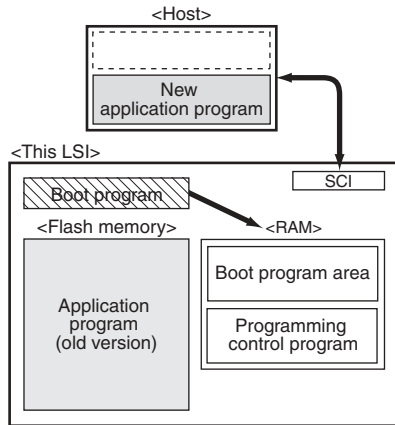 <Host>
New
application program
<This LSI>
SCI
Boot program
<Flash memory>
<RAM>
Application
program
(old version)
Boot program area
Programming
control program